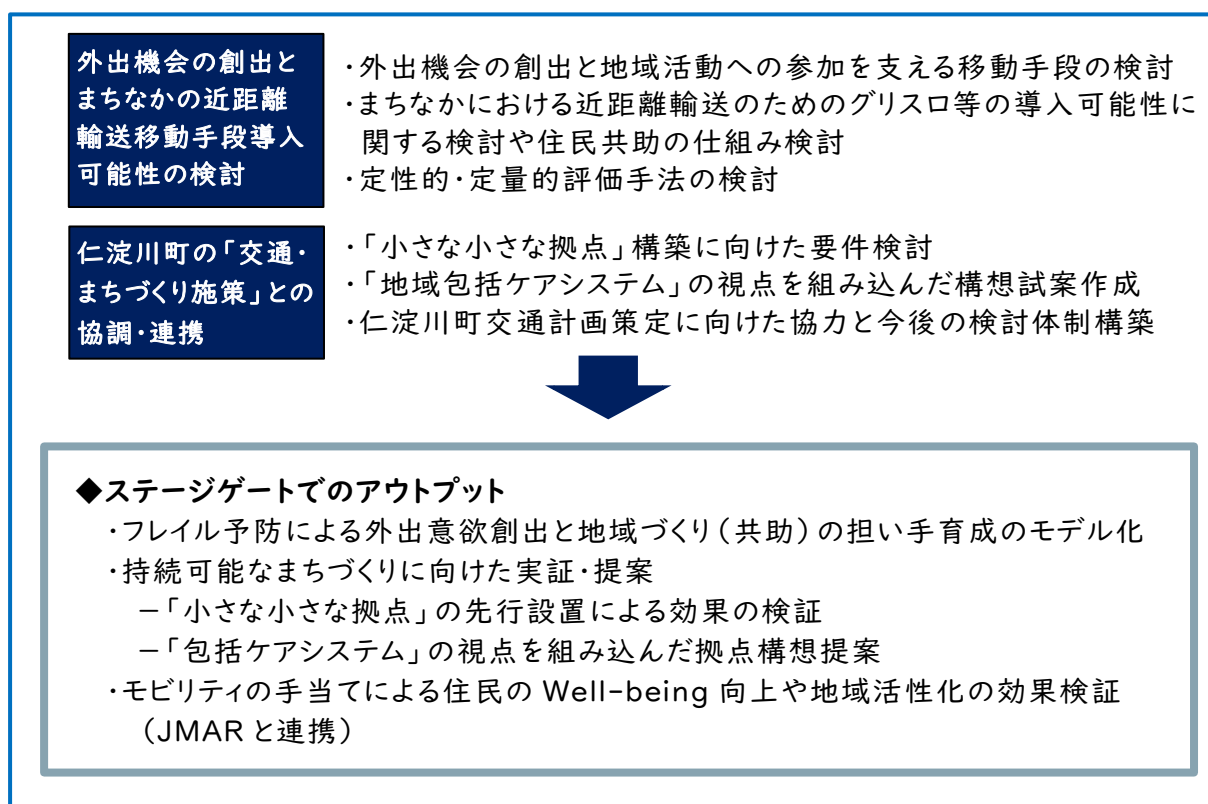 外出機会の創出と
まちなかの近距離
輸送移動手段導入
可能性の検討
・外出機会の創出と地域活動への参加を支える移動手段の検討
・まちなかにおける近距離輸送のためのグリスロ等の導入可能性に
関する検討や住民共助の仕組み検討
・定性的・定量的評価手法の検討
仁淀川町の「交通・
まちづくり施策」との
協調・連携
・「小さな小さな拠点」構築に向けた要件検討
・「地域包括ケアシステム」の視点を組み込んだ構想試案作成
・仁淀川町交通計画策定に向けた協力と今後の検討体制構築
◆ステージゲートでのアウトプット
・フレイル予防による外出意欲創出と地域づくり（共助）の担い手育成のモデル化
・持続可能なまちづくりに向けた実証・提案
－「小さな小さな拠点」の先行設置による効果の検証
－「包括ケアシステム」の視点を組み込んだ拠点構想提案
・モビリティの手当てによる住民の Well-being 向上や地域活性化の効果検証
（JMAR と連携）